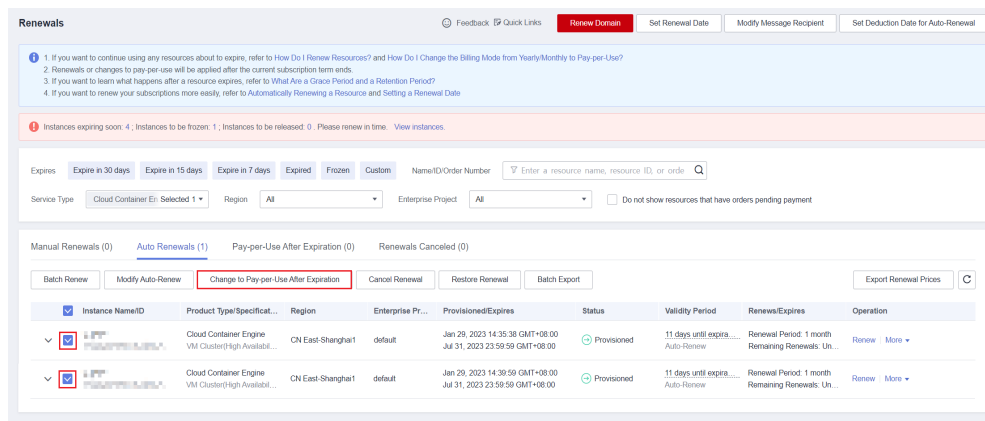 Renewals
Feedback Quick Links Renew Domain Set Renewal Date Modify Message Recipient Set Deduction Date for Auto-Renewal
1. If you want to continue using any resources about to expire, refer to How Do I Renew Resources? and How Do I Change the Billing Mode from Yearly/Monthly to Pay-per-Use?
2. Renewals or changes to pay-per-use will be applied after the current subscription term ends.
3. If you want to learn what happens after a resource expires, refer to What Are a Grace Period and a Retention Period?
4. If you want to renew your subscriptions more easily, refer to Automatically Renewing a Resource and Setting a Renewal Date
Instances expiring soon: 4 ; Instances to be frozen: 1 ; Instances to be released: 0 . Please renew in time. View instances.
Expires Expire in 30 days Expire in 15 days Expire in 7 days Expired Frozen Custom Name/ID/Order Number Enter a resource name, resource ID, or orde
Service Type Cloud Container En Selected 1 Region All Enterprise Project All Do not show resources that have orders pending payment
Manual Renewals (0) Auto Renewals (1) Pay-per-Use After Expiration (0) Renewals Canceled (0)
Batch Renew Modify Auto-Renew Change to Pay-per-Use After Expiration Cancel Renewal Restore Renewal Batch Export Export Renewal Prices
Instance Name/ID Product Type/Specificat... Region Enterprise Pr... Provisioned/Expires Status Validity Period Renews/Expires Operation
Cloud Container Engine Jan 29, 2023 14:35:38 GMT+08:00 11 days until expira... Renewal Period: 1 month
CN East-Shanghai1 default Provisioned Renew More
VM Cluster(High Availabil... Jul 31, 2023 23:59:59 GMT+08:00 Auto-Renew Remaining Renewals: Un...
Cloud Container Engine Jan 29, 2023 14:39:59 GMT+08:00 11 days until expira... Renewal Period: 1 month
CN East-Shanghai1 default Provisioned Renew More
VM Cluster(High Availabil... Jul 31, 2023 23:59:59 GMT+08:00 Auto-Renew Remaining Renewals: Un...